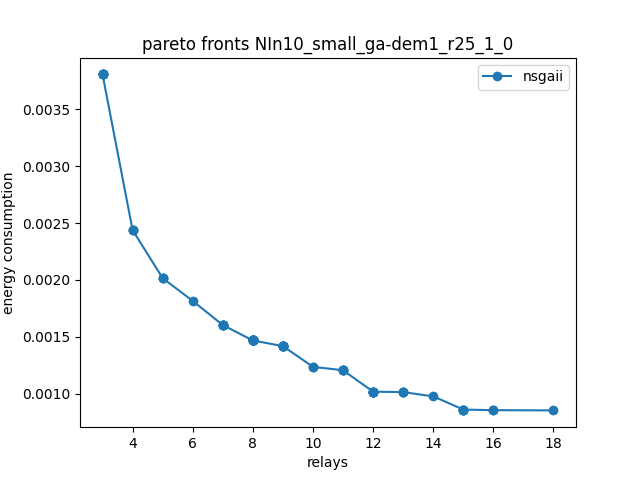 pareto fronts NIn10_small_ga-dem1_r25_1_0
nsgaii
energy consumption
0.0035
0.0030
0.0025
0.0020
0.0015
0.0010
4 6 8 10 12 14 16 18
relays